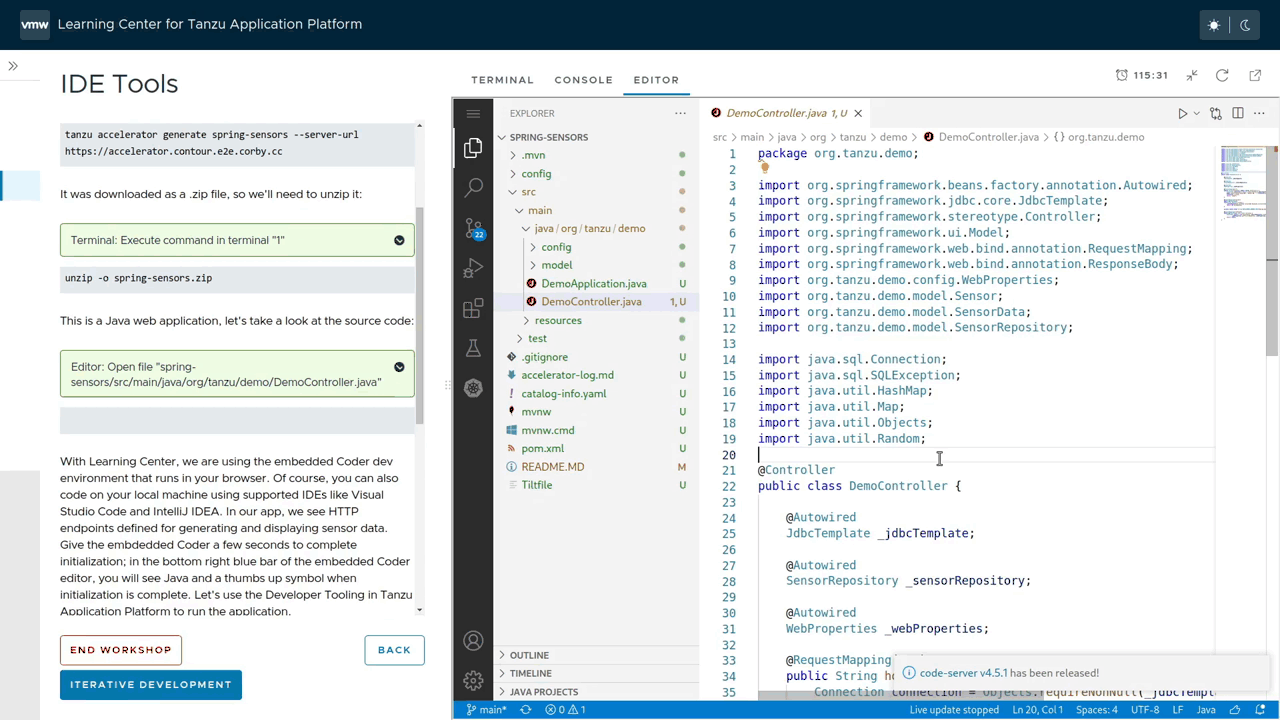 vmw Learning Center for Tanzu Application Platform
IDE Tools
tanzu accelerator generate spring-sensors --server-url
https://accelerator.contour.e2e.corby.cc
It was downloaded as a .zip file, so we'll need to unzip it:
Terminal: Execute command in terminal "1"
unzip -o spring-sensors.zip
This is a Java web application, let's take a look at the source code:
Editor: Open file "spring-
sensors/src/main/java/org/tanzu/demo/DemoController.java"
With Learning Center, we are using the embedded Coder dev
environment that runs in your browser. Of course, you can also
code on your local machine using supported IDEs like Visual
Studio Code and IntelliJ IDEA. In our app, we see HTTP
endpoints defined for generating and displaying sensor data.
Give the embdedded Coder a few seconds to complete
initialization; in the bottom right blue bar of the embedded Coder
editor, you will see Java and a thumbs up symbol when
initialization is complete. Let's use the Developer Tooling in Tanzu
Application Platform to run the application.
END WORKSHOP
BACK
ITERATIVE DEVELOPMENT
TERMINAL
CONSOLE
EDITOR
115:31
EXPLORER
SPRING-SENSORS
.mvn
config
src
main
java / org / tanzu / demo
config
model
DemoApplication.java U
DemoController.java 1, U
resources
test
.gitignore U
accelerator-log.md U
catalog-info.yaml U
mvnw U
mvnw.cmd U
pom.xml U
README.MD M
Tiltfile U
22
OUTLINE
TIMELINE
JAVA PROJECTS
DemoController.java 1, U
src > main > java > org > tanzu > demo > DemoController.java > {} org.tanzu.demo
1 package org.tanzu.demo;
2
3 import org.springframework.beans.factory.annotation.Autowired;
4 import org.springframework.jdbc.core.JdbcTemplate;
5 import org.springframework.stereotype.Controller;
6 import org.springframework.ui.Model;
7 import org.springframework.web.bind.annotation.RequestMapping;
8 import org.springframework.web.bind.annotation.ResponseBody;
9 import org.tanzu.demo.config.WebProperties;
10 import org.tanzu.demo.model.Sensor;
11 import org.tanzu.demo.model.SensorData;
12 import org.tanzu.demo.model.SensorRepository;
13
14 import java.sql.Connection;
15 import java.sql.SQLException;
16 import java.util.HashMap;
17 import java.util.Map;
18 import java.util.Objects;
19 import java.util.Random;
20
21 @Controller
22 public class DemoController {
23
24 @Autowired
25 JdbcTemplate _jdbcTemplate;
26
27 @Autowired
28 SensorRepository _sensorRepository;
29
30 @Autowired
31 WebProperties _webProperties;
32
33 @RequestMapping
34 public String
35 Connection connection = Objects.requireNonNull(_jdbcTempl
code-server v4.5.1 has been released!
main* 0 1
Live update stopped Ln 20, Col 1 Spaces: 4 UTF-8 LF Java